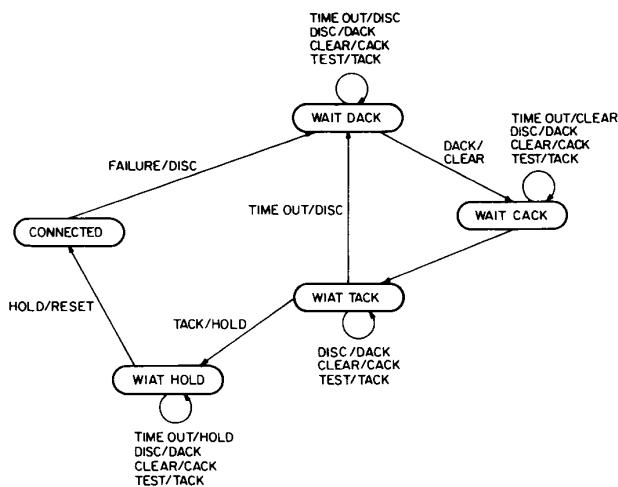 TIME OUT/DISC
DISC/DACK
CLEAR/CACK
TEST/TACK
WAIT DACK
TIME OUT/CLEAR
DISC/DACK
CLEAR/CACK
TEST/TACK
DACK/
CLEAR
FAILURE/DISC
TIME OUT/DISC
WAIT CACK
CONNECTED
WIAT TACK
HOLD/RESET
TACK/HOLD
DISC/DACK
CLEAR/CACK
TEST/TACK
WIAT HOLD
TIME OUT/HOLD
DISC/DACK
CLEAR/CACK
TEST/TACK